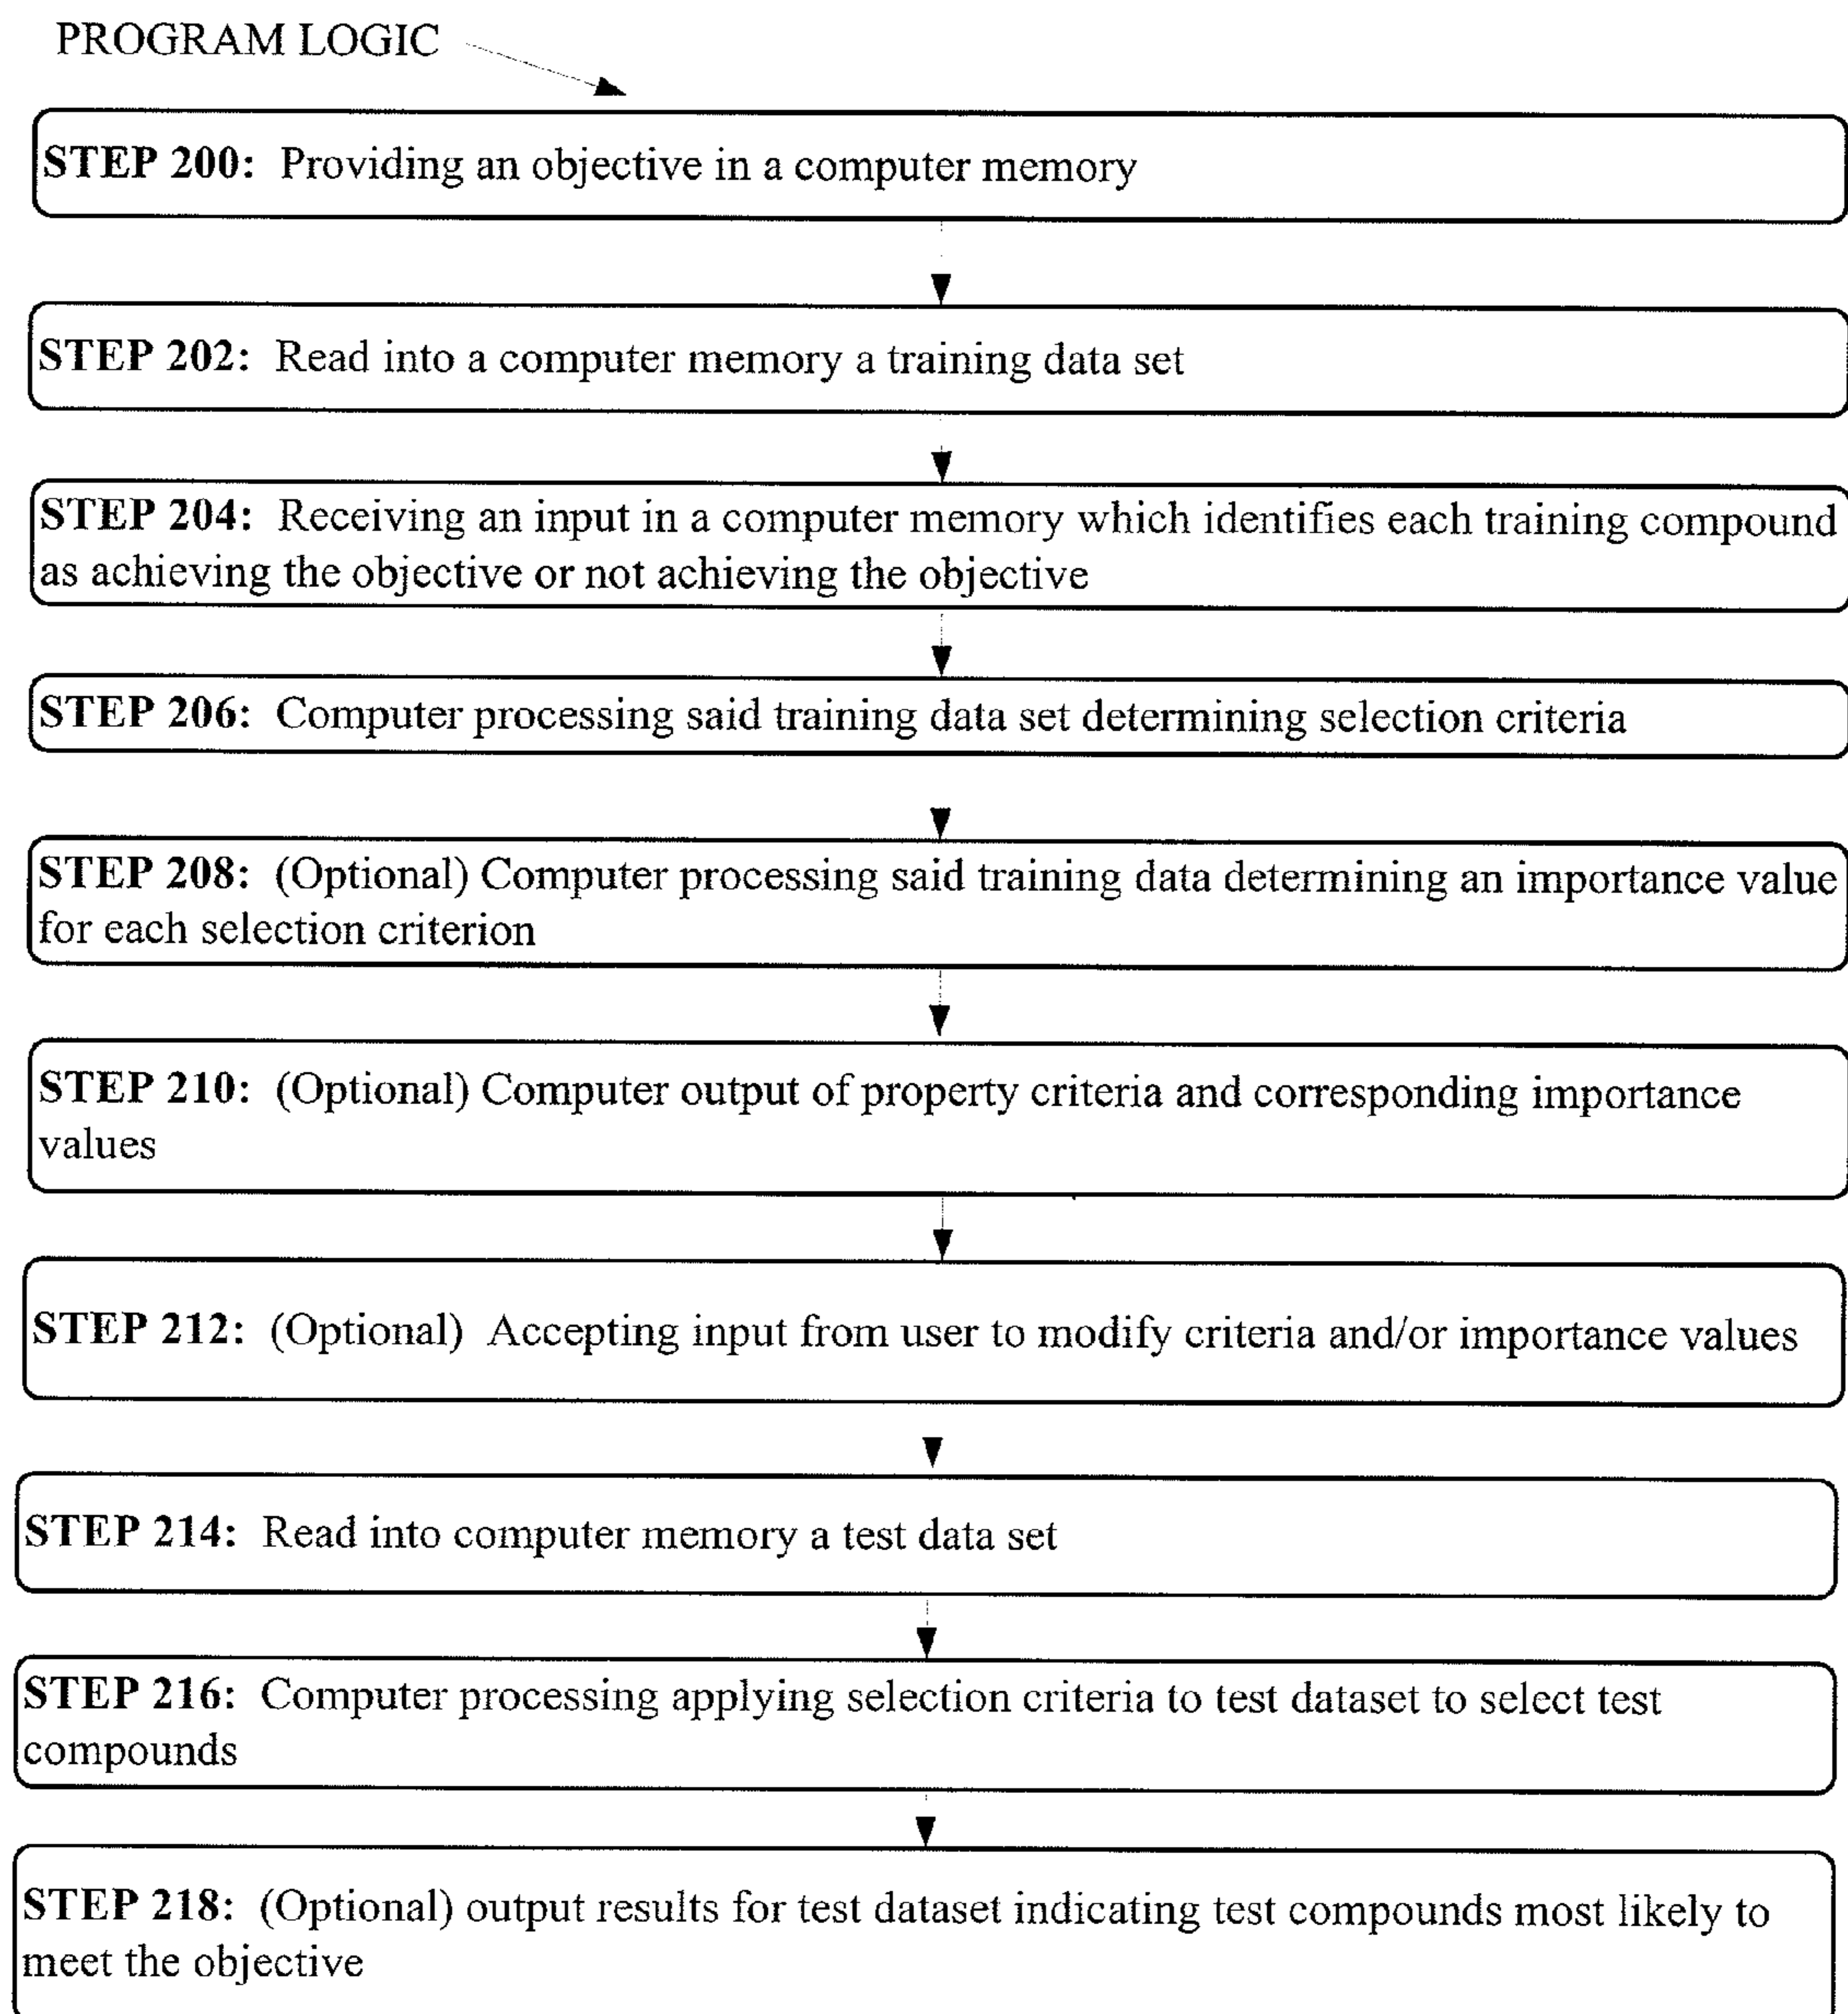 PROGRAM LOGIC
STEP 200: Providing an objective in a computer memory
STEP 202: Read into a computer memory a training data set
STEP 204: Receiving an input in a computer memory which identifies each training compound
as achieving the objective or not achieving the objective
STEP 206: Computer processing said training data set determining selection criteria
STEP 208: (Optional) Computer processing said training data determining an importance value
for each selection criterion
STEP 210: (Optional) Computer output of property criteria and corresponding importance
values
STEP 212: (Optional) Accepting input from user to modify criteria and/or importance values
STEP 214: Read into computer memory a test data set
STEP 216: Computer processing applying selection criteria to test dataset to select test
compounds
STEP 218: (Optional) output results for test dataset indicating test compounds most likely to
meet the objective